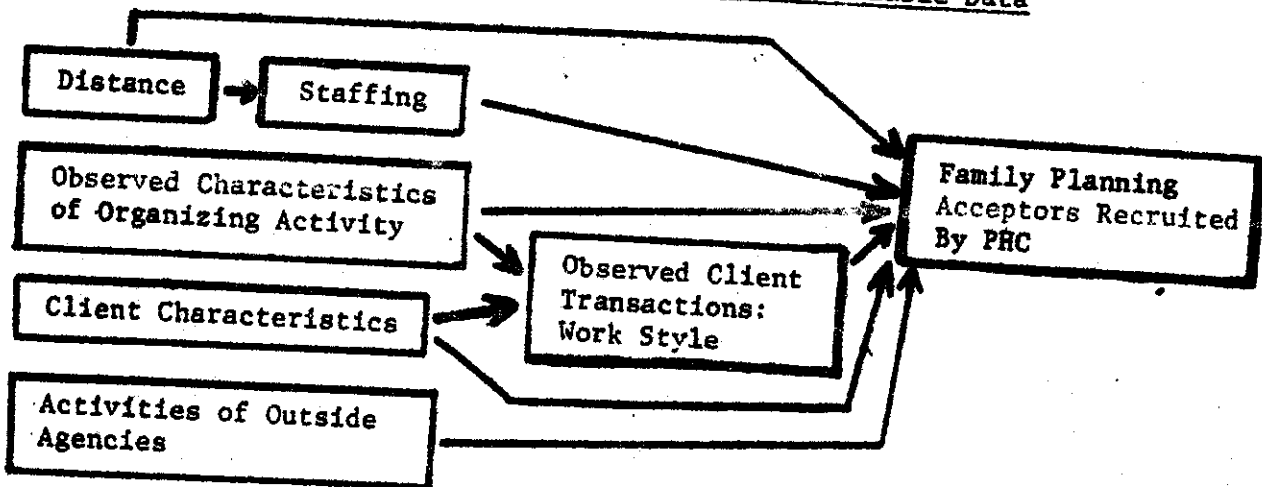 Data
Distance
Staffing
Observed Characteristics
of Organizing Activity
Client Characteristics
Activities of Outside
Agencies
Observed Client
Transactions:
Work Style
Family Planning
Acceptors Recruited
By PHC